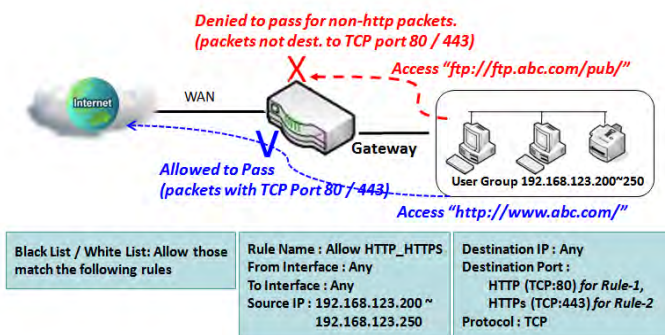 Denied to pass for non-http packets.
(packets not dest. to TCP port 80 / 443)
Access “ftp://ftp.abc.com/pub/”
Internet
WAN
Gateway
Allowed to Pass
(packets with TCP Port 80 / 443)
User Group 192.168.123.200~250
Access “http://www.abc.com/”
Black List / White List: Allow those
match the following rules
Rule Name : Allow HTTP_HTTPS
From Interface : Any
To Interface : Any
Source IP : 192.168.123.200 ~
192.168.123.250
Destination IP : Any
Destination Port :
HTTP (TCP:80) for Rule-1,
HTTPs (TCP:443) for Rule-2
Protocol : TCP